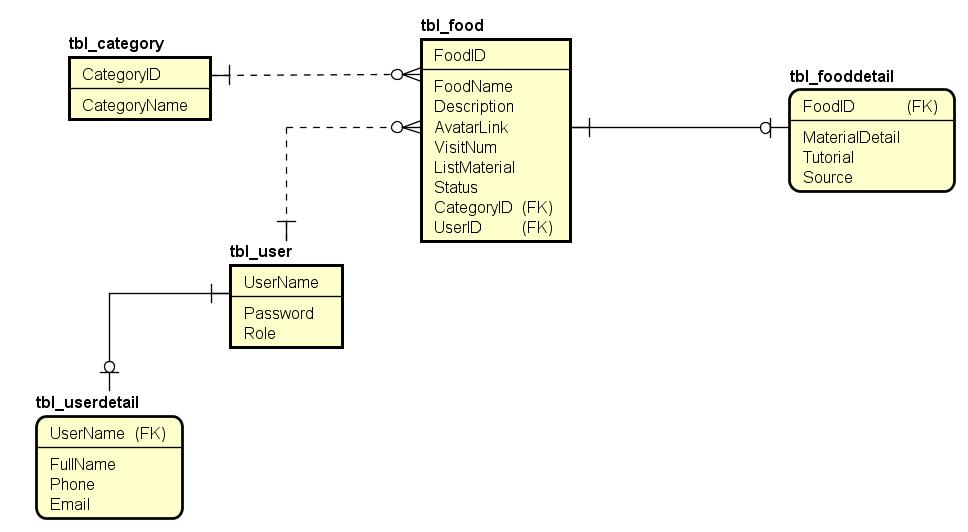 tbl_category
CategoryID
CategoryName
tbl_food
FoodID
FoodName
Description
AvatarLink
VisitNum
ListMaterial
Status
CategoryID (FK)
UserID (FK)
tbl_fooddetail
FoodID (FK)
MaterialDetail
Tutorial
Source
tbl_user
UserName
Password
Role
tbl_userdetail
UserName (FK)
FullName
Phone
Email